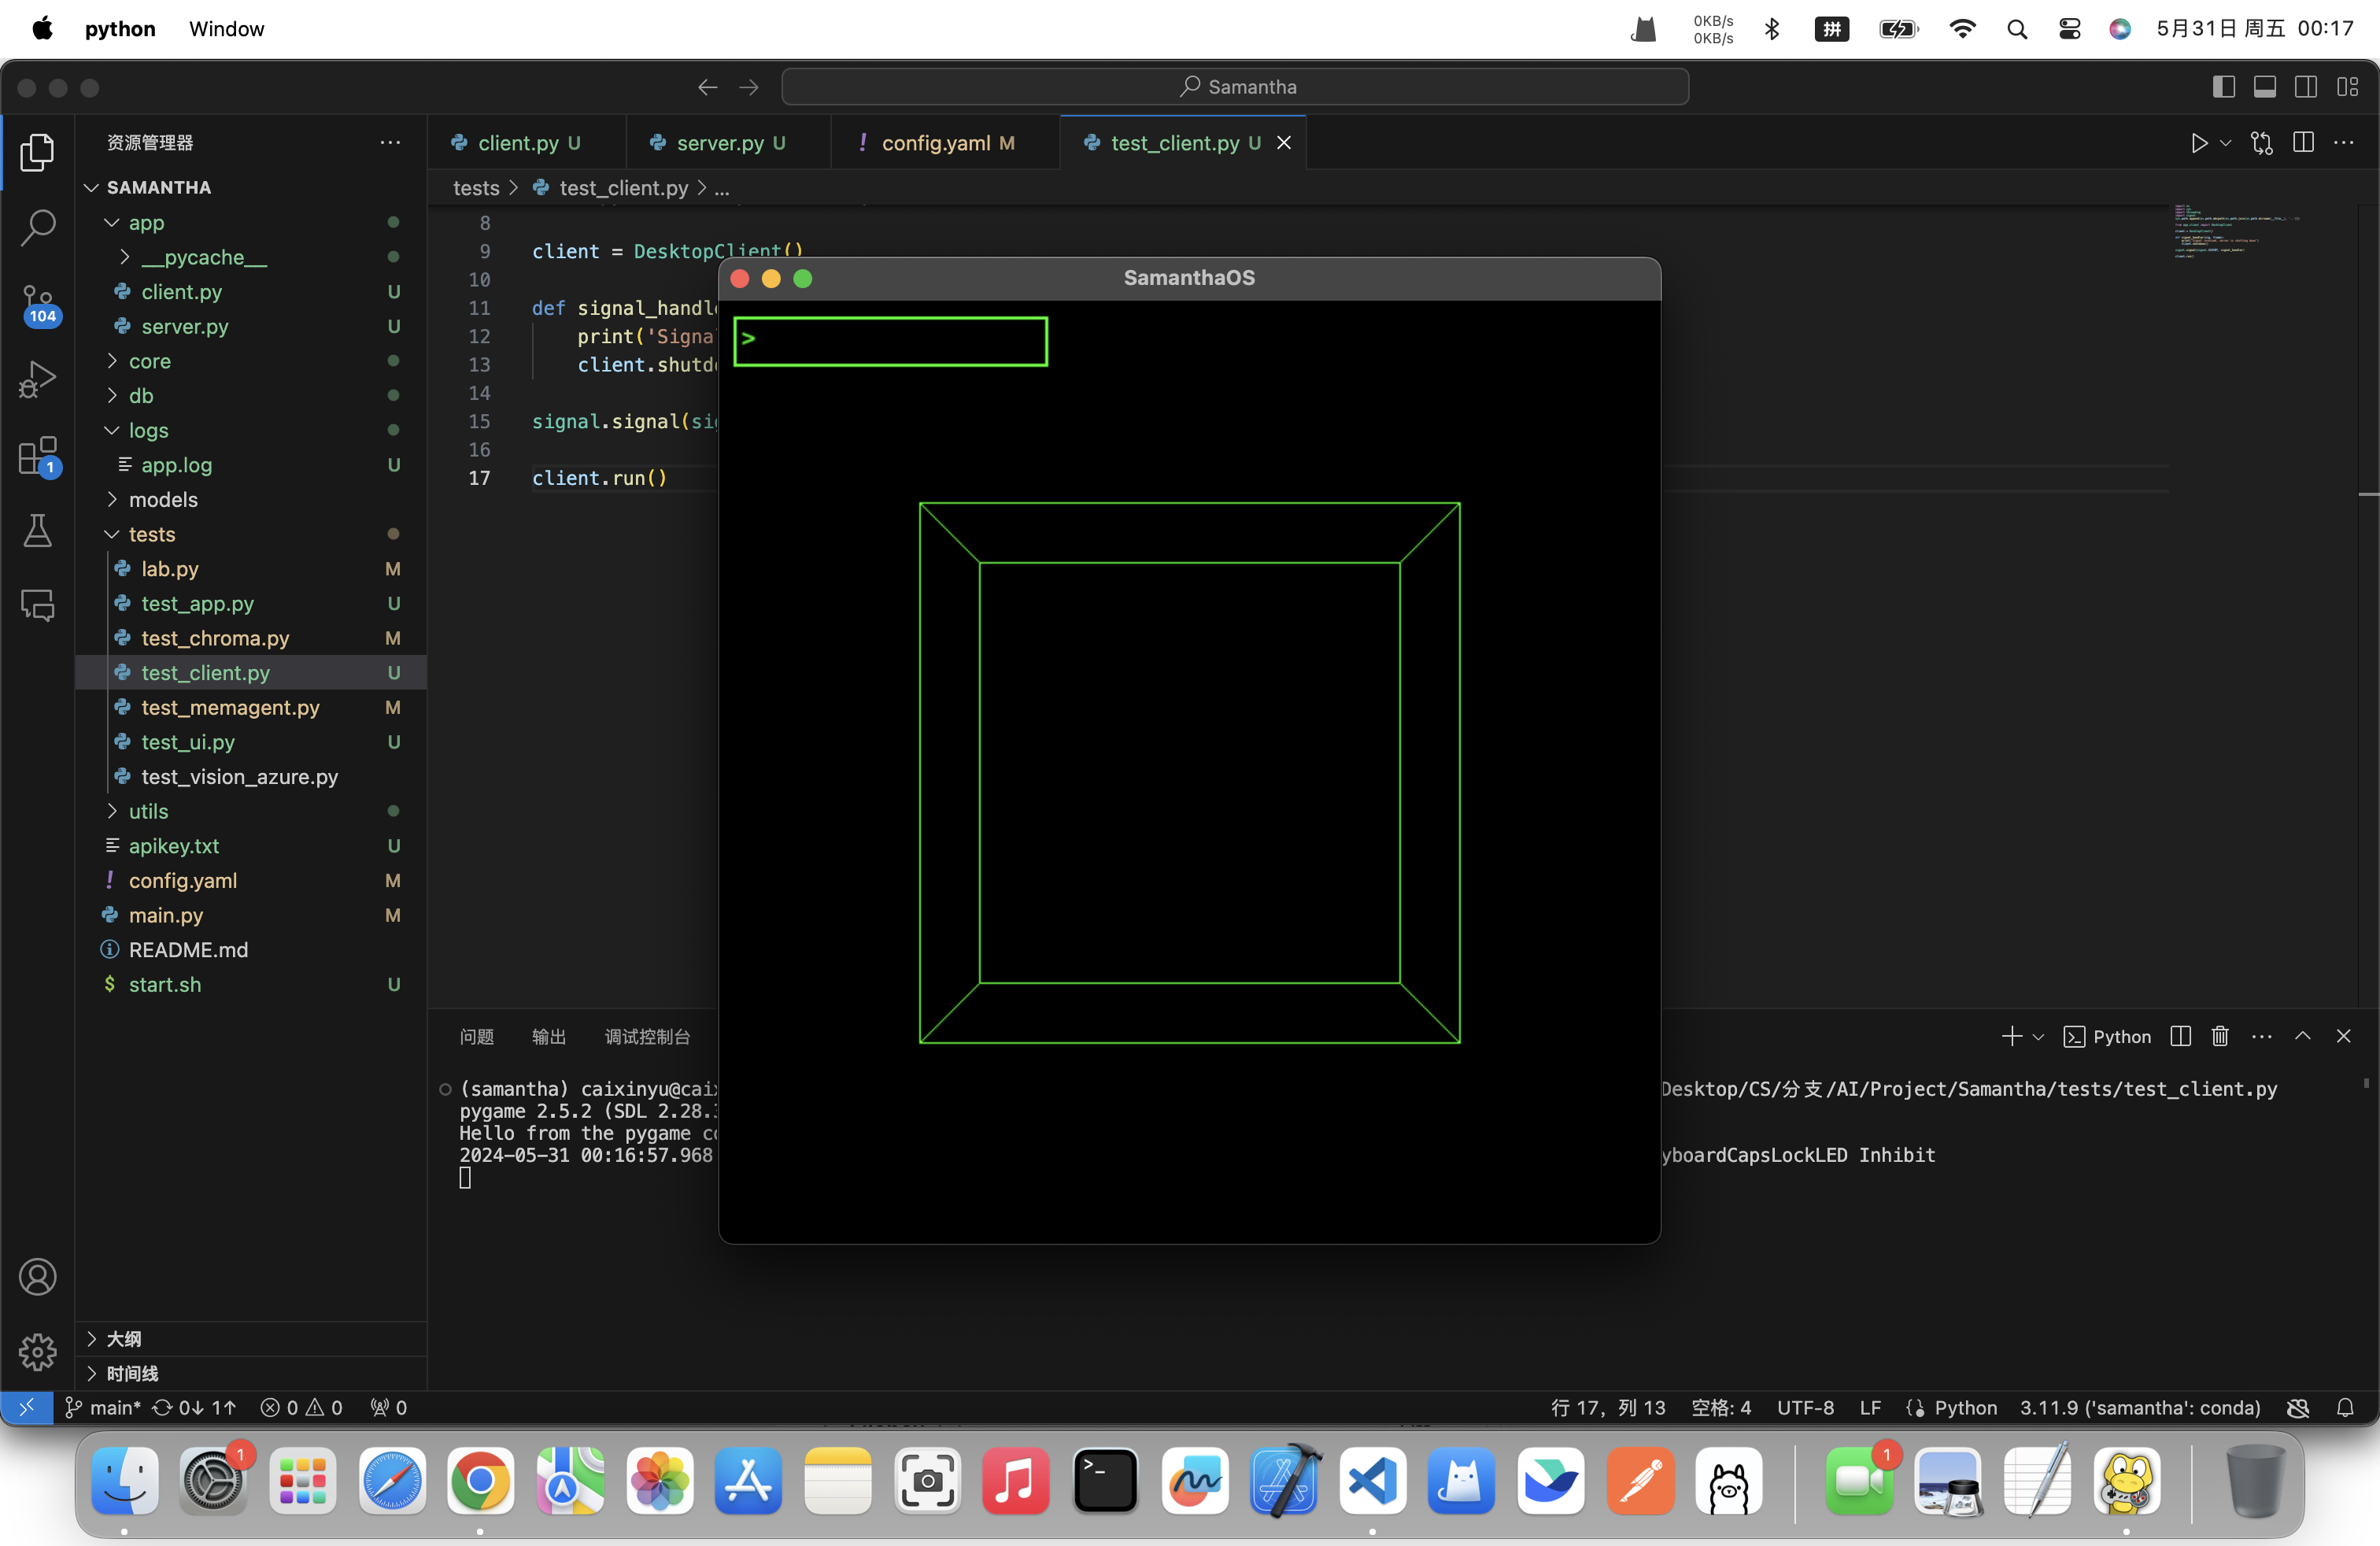 python Window
0KB/s
0KB/s
拼
5月31日 周五 00:17
Samantha
资源管理器
SAMANTHA
app
__pycache__
client.py U
server.py U
core
db
logs
app.log U
models
tests
lab.py M
test_app.py U
test_chroma.py M
test_client.py U
test_memagent.py M
test_ui.py U
test_vision_azure.py
utils
apikey.txt U
! config.yaml M
main.py M
README.md
$ start.sh U
大纲
时间线
104
1
client.py U
server.py U
! config.yaml M
test_client.py U
tests > test_client.py > ...
8
9 client = DesktopClient()
10
11 def signal_handl
12 print('Signa
13 client.shutd
14
15 signal.signal(si
16
17 client.run()
SamanthaOS
>
问题 输出 调试控制台
Python
(samantha) caixinyu@cai Desktop/CS/分支/AI/Project/Samantha/tests/test_client.py
pygame 2.5.2 (SDL 2.28.
Hello from the pygame c
2024-05-31 00:16:57.968 yboardCapsLockLED Inhibit
main* 0↓ 1↑ 0 0 0
行 17, 列 13 空格: 4 UTF-8 LF Python 3.11.9 ('samantha': conda)
1
1